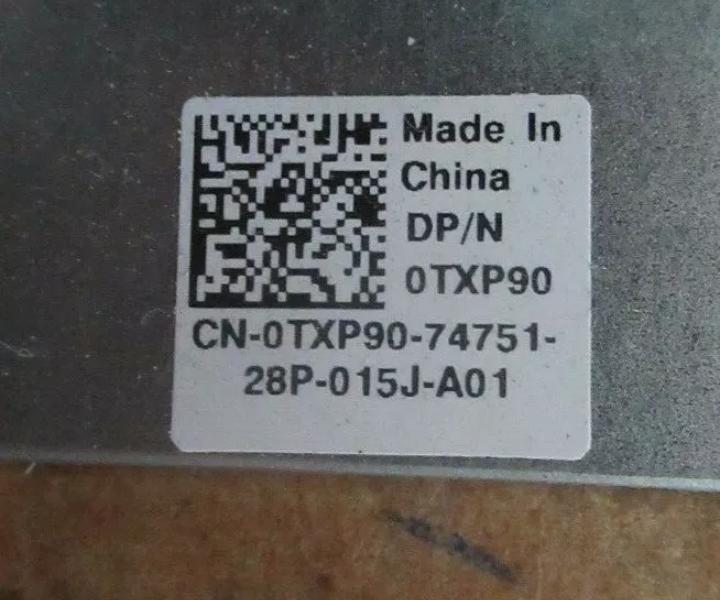 Made In
China
DP/N
0TXP90
CN-0TXP90-74751-
28P-015J-A01